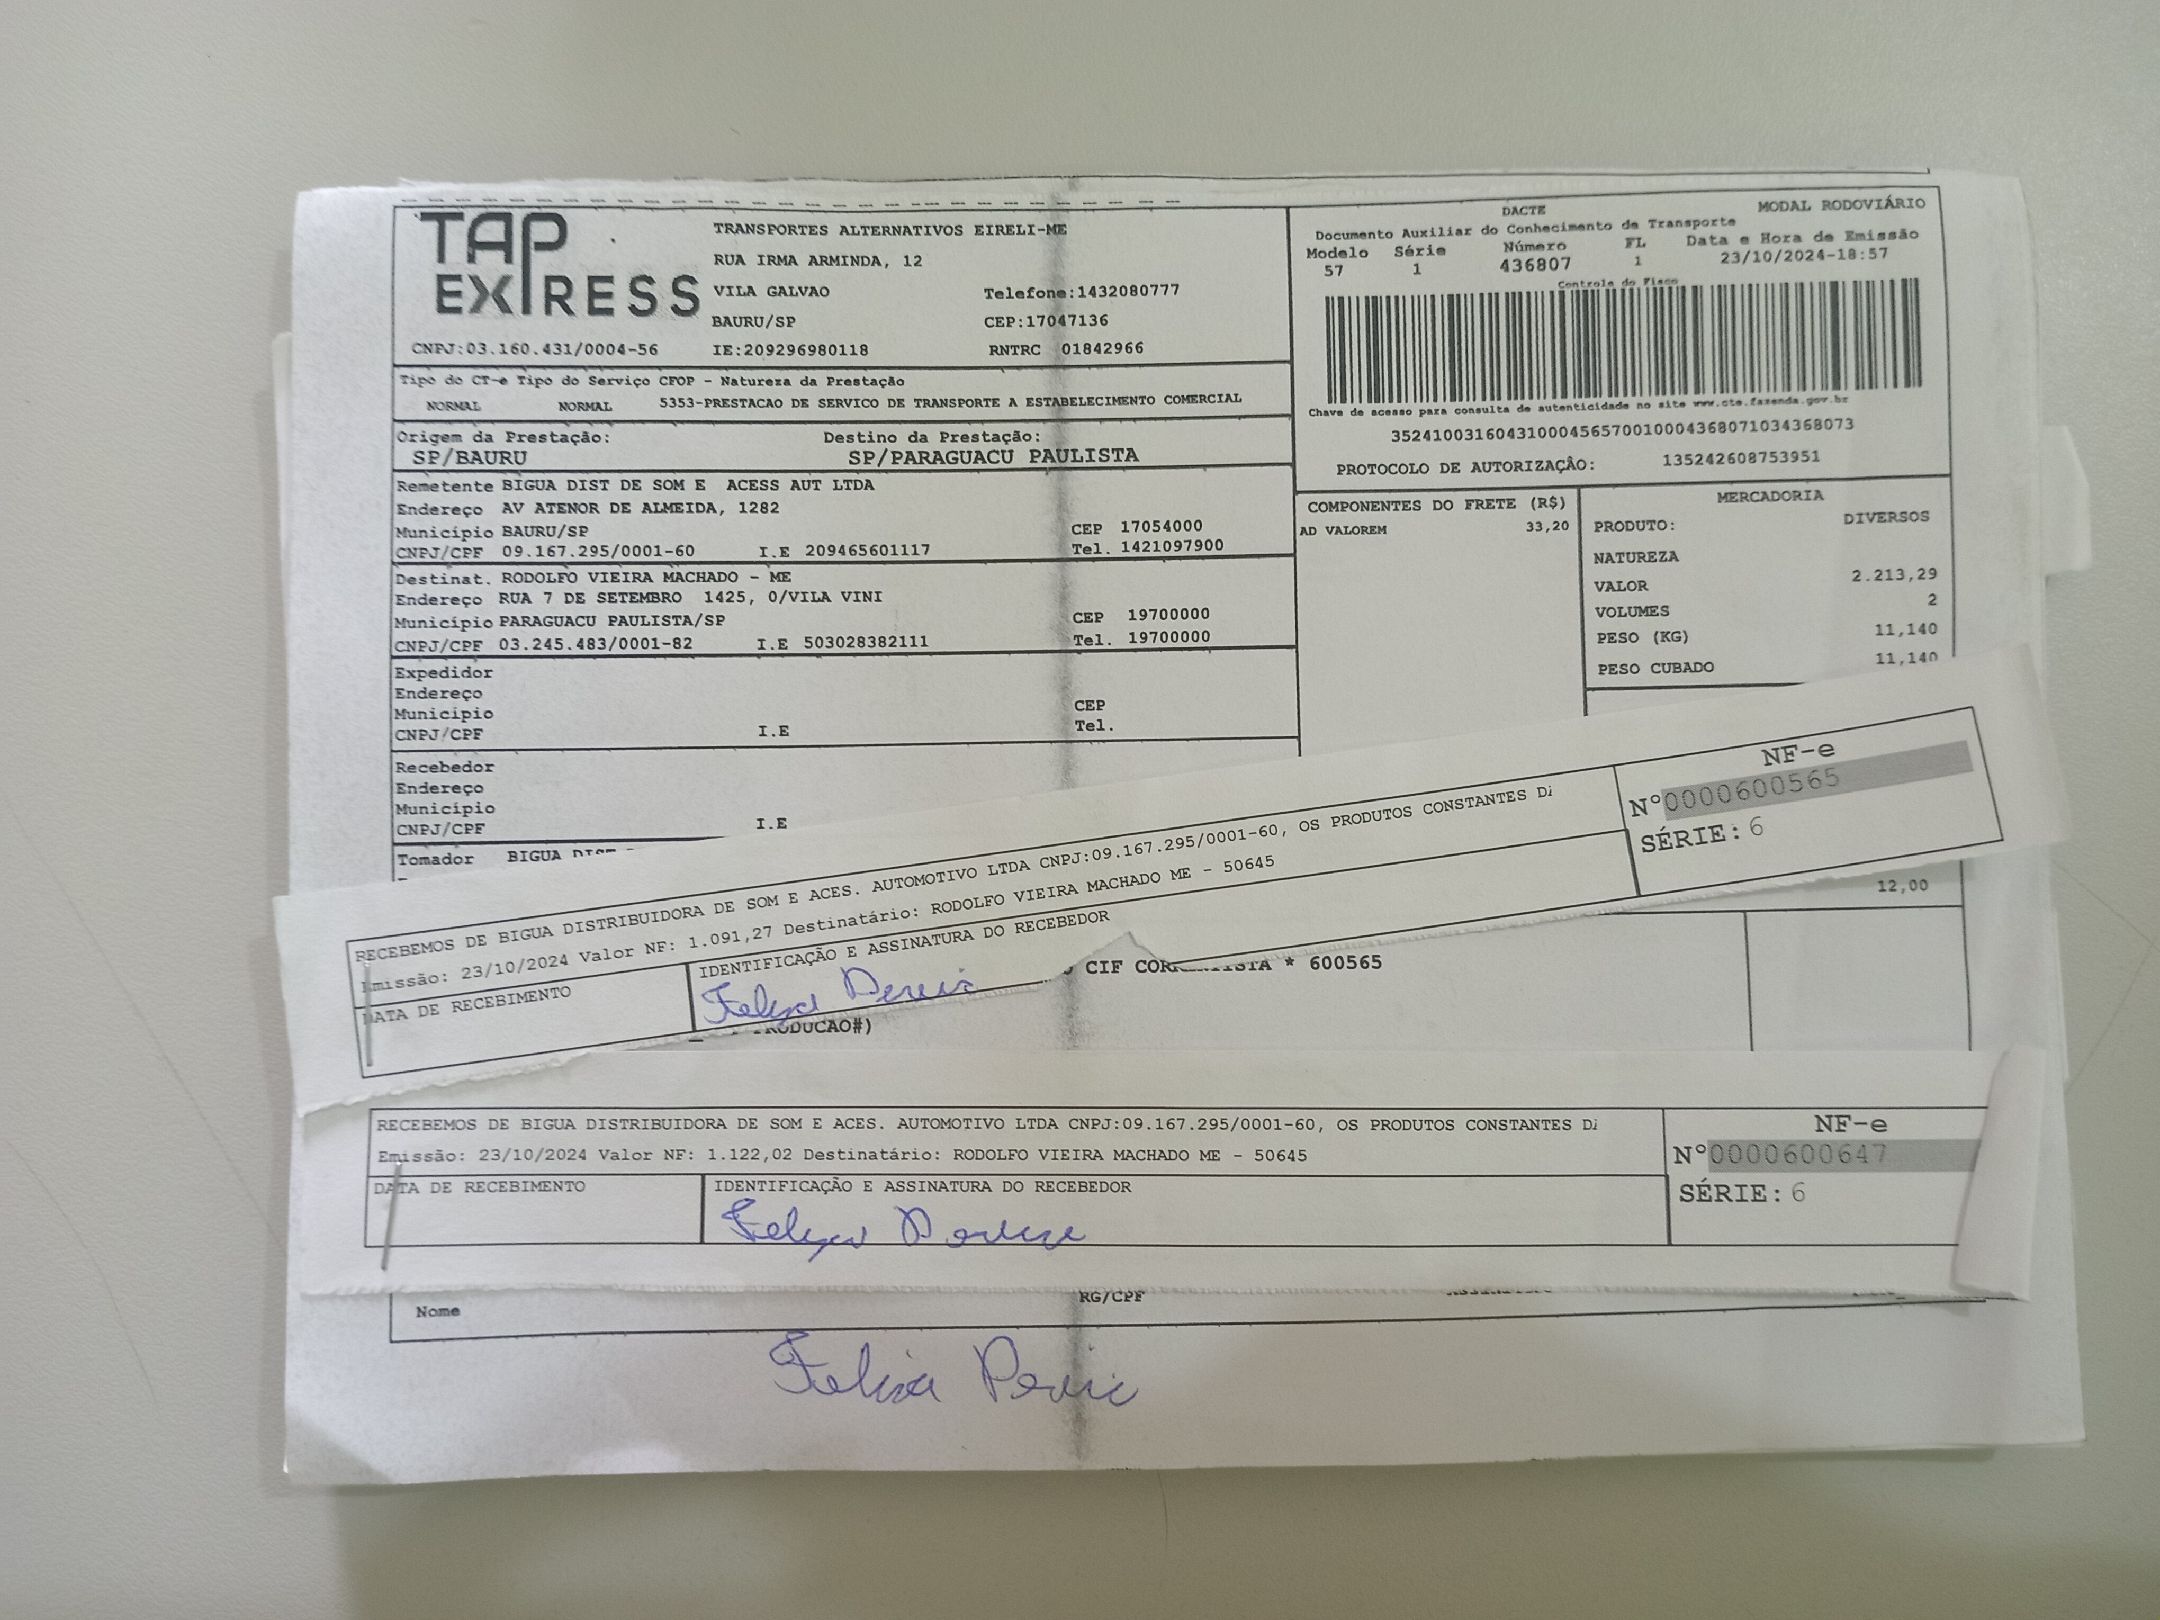 TAP EXPRESS
TRANSPORTES ALTERNATIVOS EIRELI-ME
RUA IRMA ARMINDA, 12
VILA GALVAO Telefone:1432080777
BAURU/SP CEP:17047136
CNPJ:03.160.431/0004-56 IE:209296980118 RNTRC 01842966
DACTE MODAL RODOVIÁRIO
Documento Auxiliar do Conhecimento de Transporte
Modelo Série Número FL Data e Hora de Emissão
57 1 436807 1 23/10/2024-18:57
Controle do Fisco
Chave de acesso para consulta de autenticidade no site www.cte.fazenda.gov.br
35241003160431000456570010004368071034368073
PROTOCOLO DE AUTORIZAÇÂO: 135242608753951
Tipo do CT-e Tipo do Serviço CFOP - Natureza da Prestação
NORMAL NORMAL 5353-PRESTACAO DE SERVICO DE TRANSPORTE A ESTABELECIMENTO COMERCIAL
Origem da Prestação: Destino da Prestação:
SP/BAURU SP/PARAGUACU PAULISTA
Remetente BIGUA DIST DE SOM E ACESS AUT LTDA
Endereço AV ATENOR DE ALMEIDA, 1282
Município BAURU/SP CEP 17054000
CNPJ/CPF 09.167.295/0001-60 I.E 209465601117 Tel. 1421097900
Destinat. RODOLFO VIEIRA MACHADO - ME
Endereço RUA 7 DE SETEMBRO 1425, 0/VILA VINI
Município PARAGUACU PAULISTA/SP CEP 19700000
CNPJ/CPF 03.245.483/0001-82 I.E 503028382111 Tel. 19700000
Expedidor
Endereço
Município CEP
CNPJ/CPF I.E Tel.
Recebedor
Endereço
Município
CNPJ/CPF I.E
Tomador BIGUA
COMPONENTES DO FRETE (R$)
AD VALOREM 33,20
MERCADORIA
PRODUTO: DIVERSOS
NATUREZA
VALOR 2.213,29
VOLUMES 2
PESO (KG) 11,140
PESO CUBADO 11,140
RECEBEMOS DE BIGUA DISTRIBUIDORA DE SOM E ACES. AUTOMOTIVO LTDA CNPJ:09.167.295/0001-60, OS PRODUTOS CONSTANTES
Emissão: 23/10/2024 Valor NF: 1.091,27 Destinatário: RODOLFO VIEIRA MACHADO ME - 50645
DATA DE RECEBIMENTO IDENTIFICAÇÃO E ASSINATURA DO RECEBEDOR
NF-e
Nº0000600565
SÉRIE: 6
12,00
CIF * 600565
RECEBEMOS DE BIGUA DISTRIBUIDORA DE SOM E ACES. AUTOMOTIVO LTDA CNPJ:09.167.295/0001-60, OS PRODUTOS CONSTANTES
Emissão: 23/10/2024 Valor NF: 1.122,02 Destinatário: RODOLFO VIEIRA MACHADO ME - 50645
DATA DE RECEBIMENTO IDENTIFICAÇÃO E ASSINATURA DO RECEBEDOR
NF-e
Nº0000600647
SÉRIE: 6
Nome RG/CPF